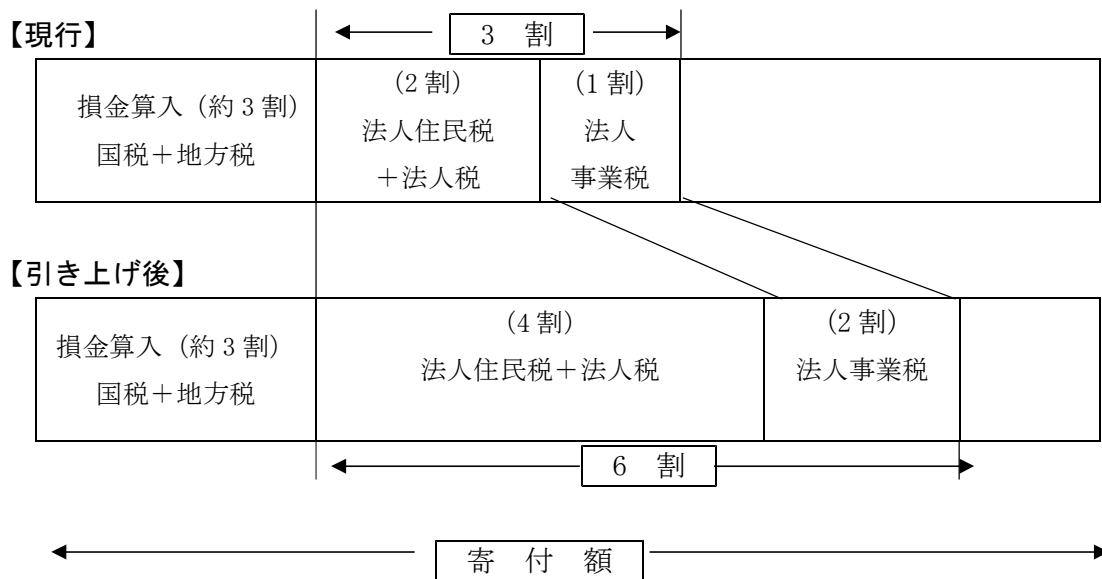 【現行】
3 割
損金算入（約 3 割）
国税＋地方税
(2 割)
法人住民税
＋法人税
(1 割)
法人
事業税
【引き上げ後】
損金算入（約 3 割）
国税＋地方税
(4 割)
法人住民税＋法人税
(2 割)
法人事業税
6 割
寄 付 額